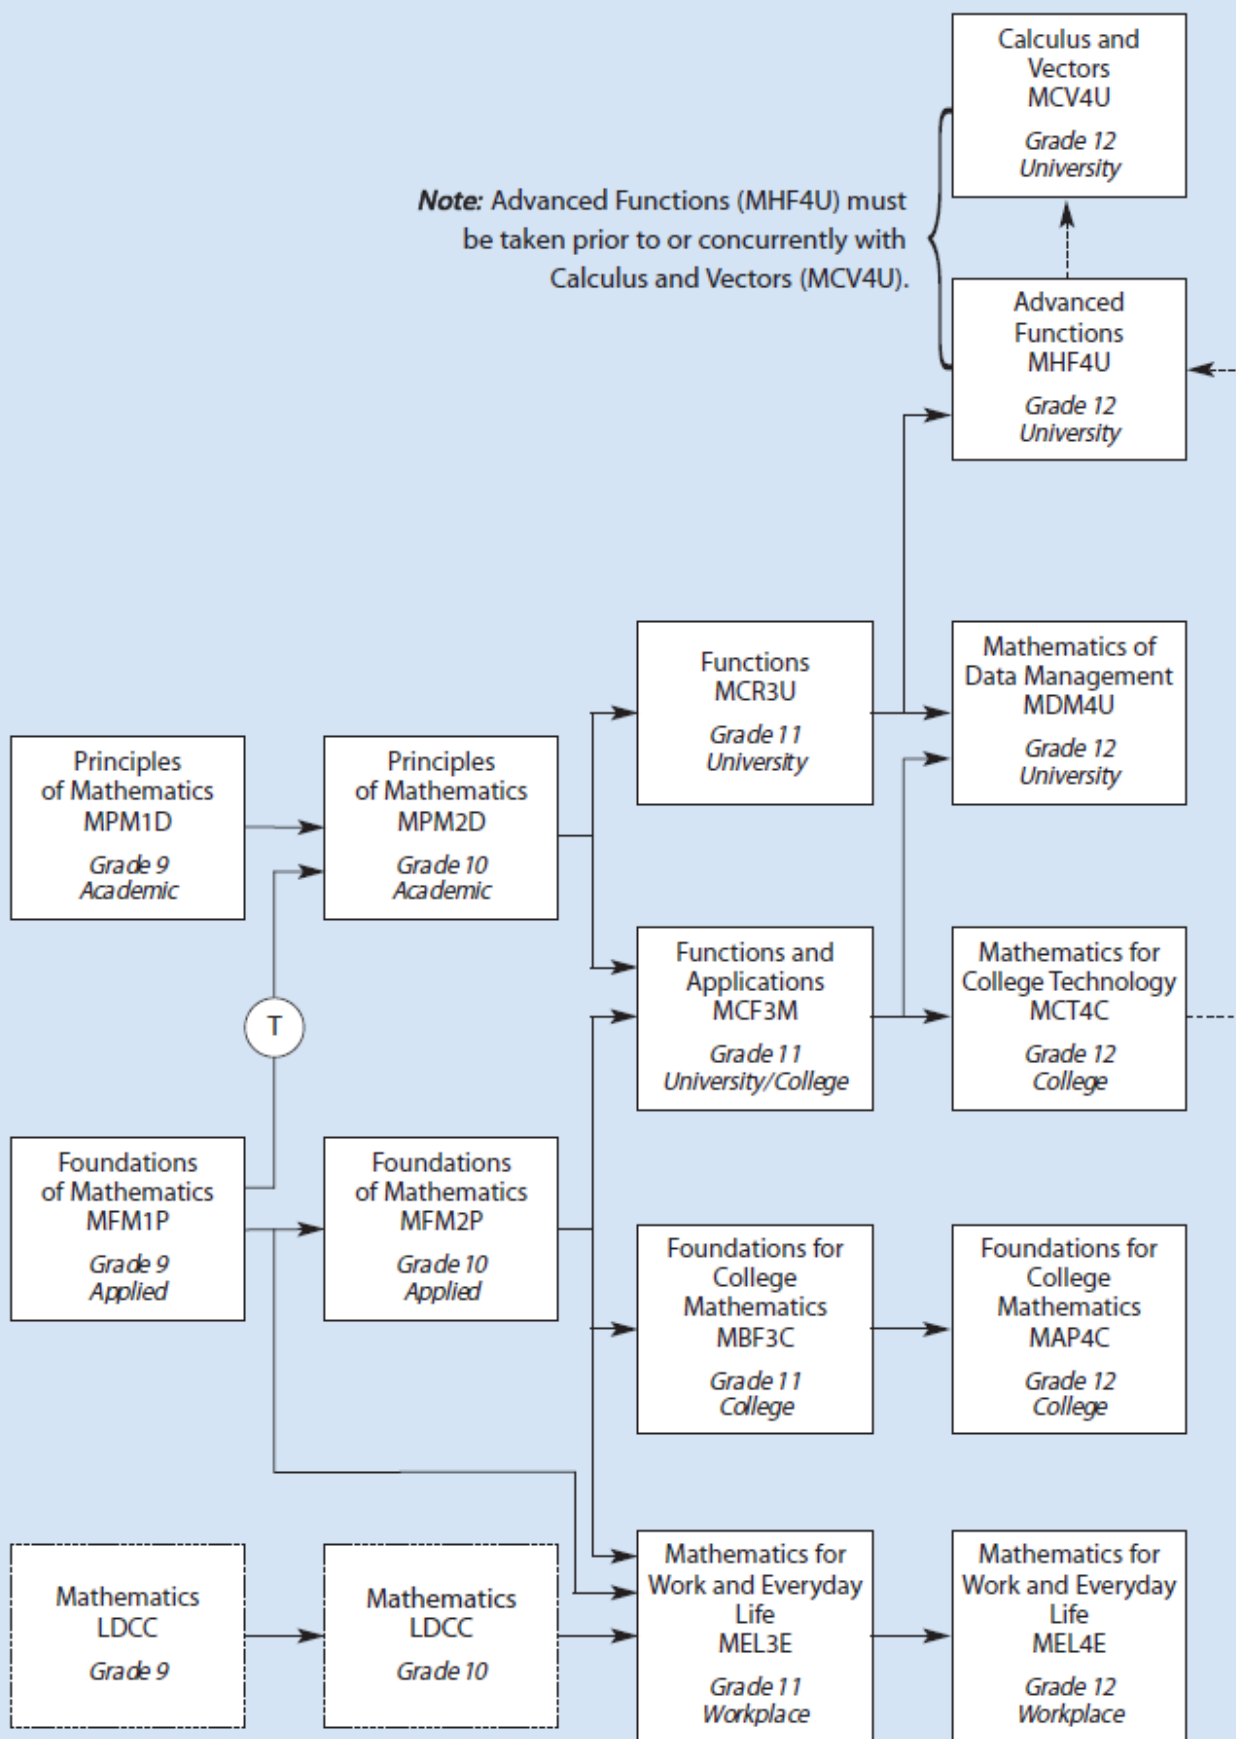 Calculus and
Vectors
MCV4U
Grade 12
University
Note: Advanced Functions (MHF4U) must
be taken prior to or concurrently with
Calculus and Vectors (MCV4U).
Advanced
Functions
MHF4U
Grade 12
University
Functions
MCR3U
Grade 11
University
Mathematics of
Data Management
MDM4U
Grade 12
University
Principles
of Mathematics
MPM1D
Grade 9
Academic
Principles
of Mathematics
MPM2D
Grade 10
Academic
Functions and
Applications
MCF3M
Grade 11
University/College
Mathematics for
College Technology
MCT4C
Grade 12
College
T
Foundations
of Mathematics
MFM1P
Grade 9
Applied
Foundations
of Mathematics
MFM2P
Grade 10
Applied
Foundations for
College
Mathematics
MBF3C
Grade 11
College
Foundations for
College
Mathematics
MAP4C
Grade 12
College
Mathematics
LDCC
Grade 9
Mathematics
LDCC
Grade 10
Mathematics for
Work and Everyday
Life
MEL3E
Grade 11
Workplace
Mathematics for
Work and Everyday
Life
MEL4E
Grade 12
Workplace